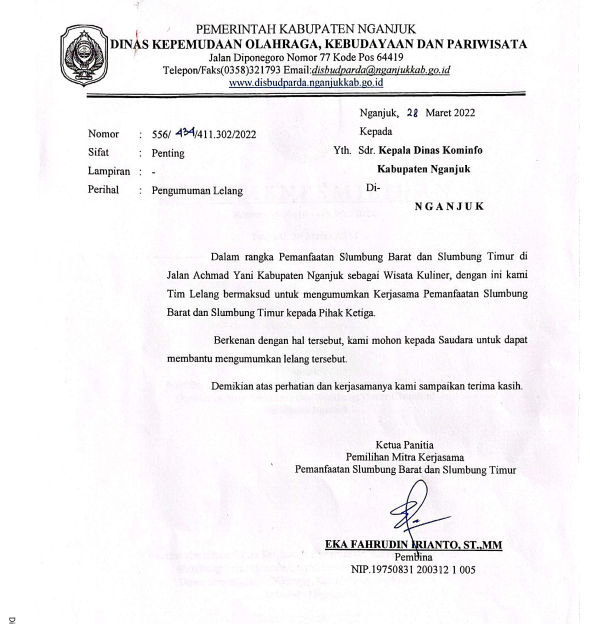 PEMERINTAH KABUPATEN NGANJUK
DINAS KEPEMUDAAN OLAHRAGA, KEBUDAYAAN DAN PARIWISATA
Jalan Diponegoro Nomor 77 Kode Pos 64419
Telepon/Faks(0358)321793 Email:disbudparda@nganjukkab.go.id
www.disbudparda.nganjukkab.go.id
Nganjuk, 28 Maret 2022
Kepada
Nomor : 556/ 434/411.302/2022
Yth. Sdr. Kepala Dinas Kominfo
Sifat : Penting
Kabupaten Nganjuk
Lampiran : -
Di-
Perihal : Pengumuman Lelang
N G A N J U K
Dalam rangka Pemanfaatan Slumbung Barat dan Slumbung Timur di
Jalan Achmad Yani Kabupaten Nganjuk sebagai Wisata Kuliner, dengan ini kami
Tim Lelang bermaksud untuk mengumumkan Kerjasama Pemanfaatan Slumbung
Barat dan Slumbung Timur kepada Pihak Ketiga.
Berkenan dengan hal tersebut, kami mohon kepada Saudara untuk dapat
membantu mengumumkan lelang tersebut.
Demikian atas perhatian dan kerjasamanya kami sampaikan terima kasih.
Ketua Panitia
Pemilihan Mitra Kerjasama
Pemanfaatan Slumbung Barat dan Slumbung Timur
EKA FAHRUDIN IRIANTO, ST.,MM
Pembina
NIP.19750831 200312 1 005